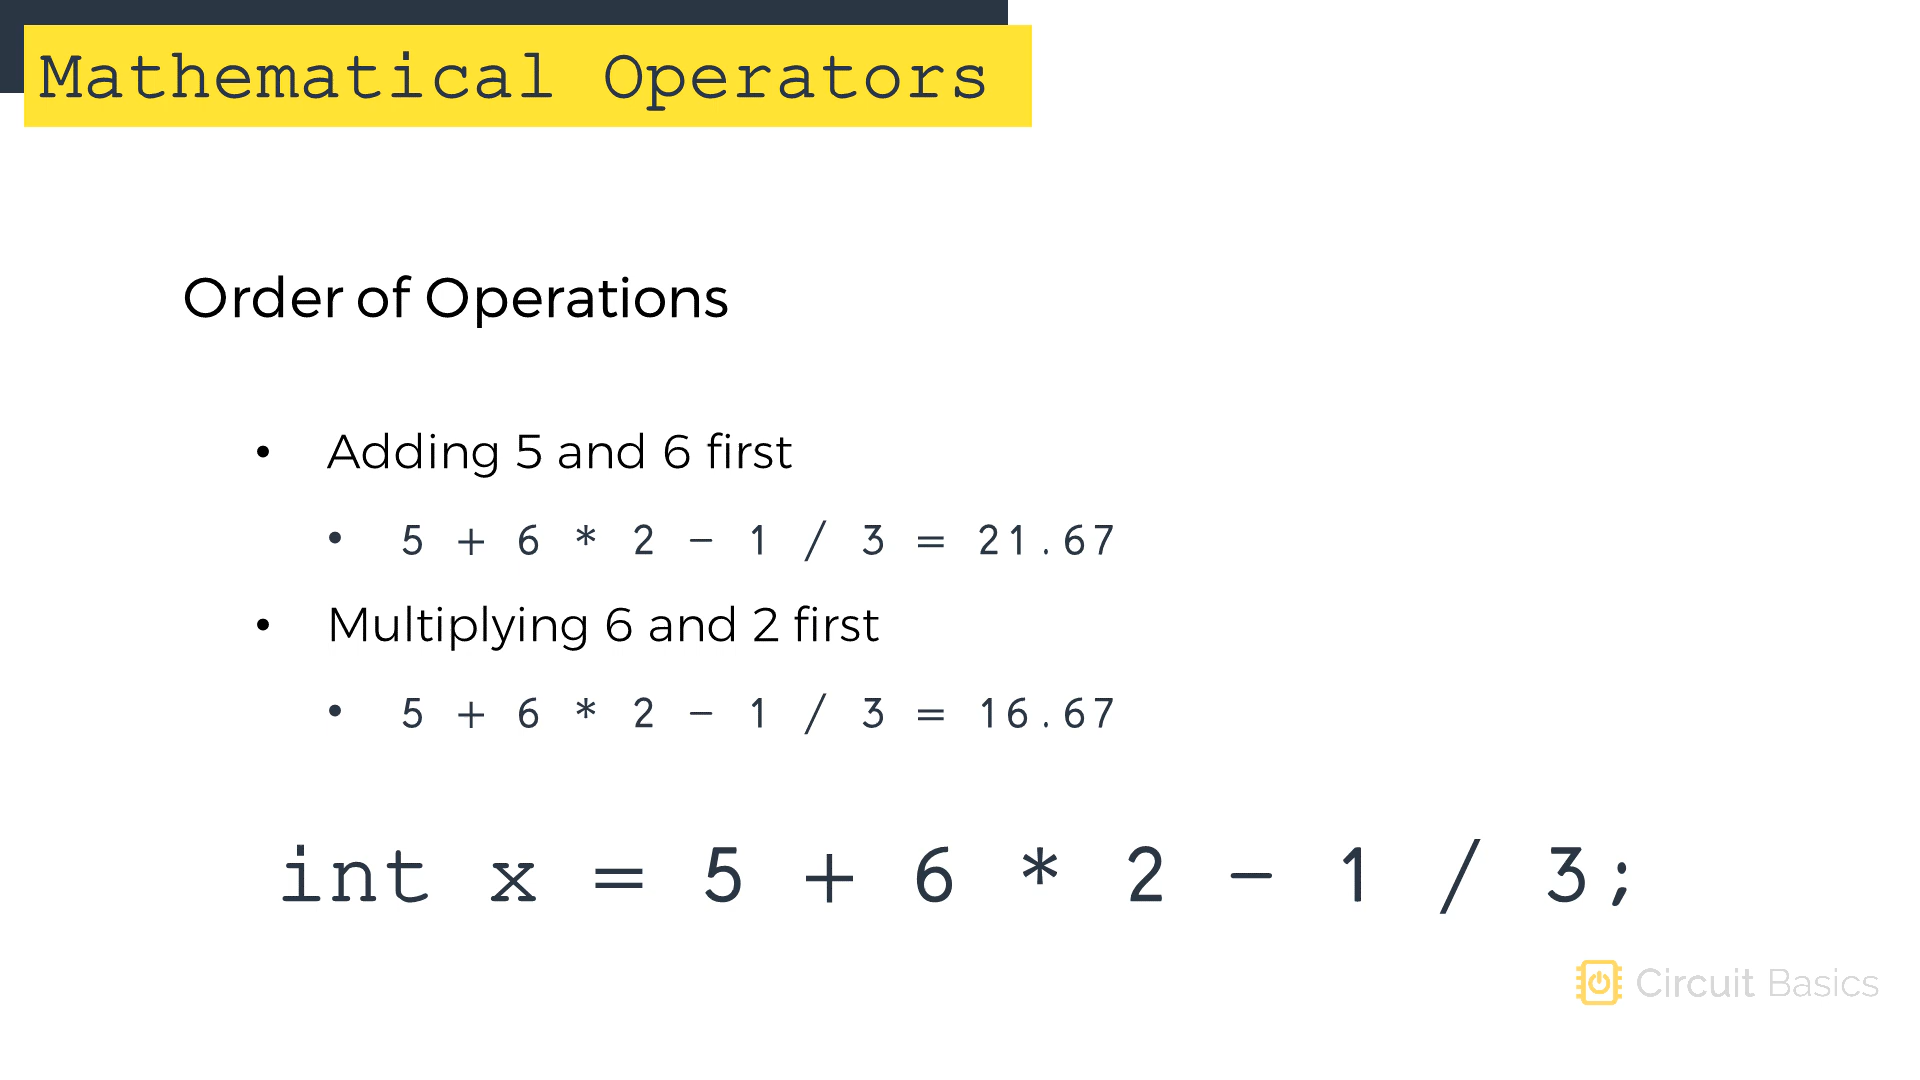 Mathematical Operators
Order of Operations
• Adding 5 and 6 first
• 5 + 6 * 2 - 1 / 3 = 21.67
• Multiplying 6 and 2 first
• 5 + 6 * 2 - 1 / 3 = 16.67
int x = 5 + 6 * 2 - 1 / 3;
Circuit Basics